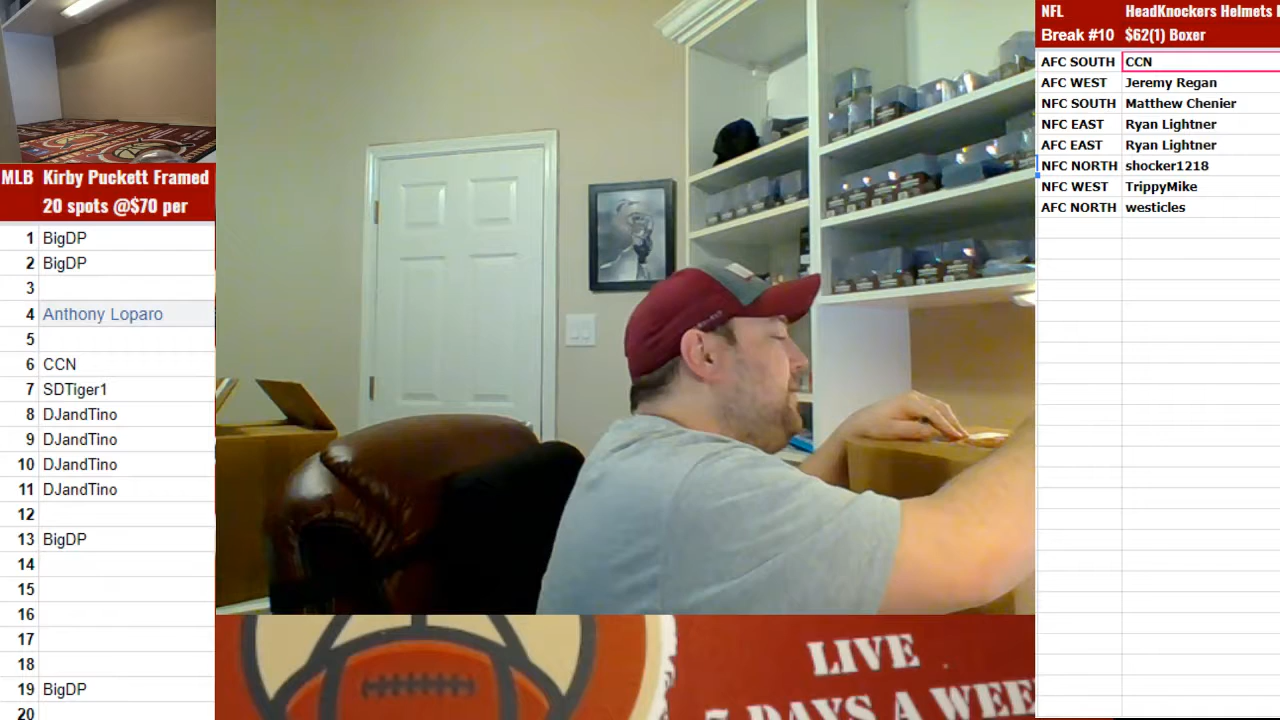 MLB Kirby Puckett Framed
20 spots @$70 per
1 BigDP
2 BigDP
3
4 Anthony Loparo
5
6 CCN
7 SDTiger1
8 DJandTino
9 DJandTino
10 DJandTino
11 DJandTino
12
13 BigDP
14
15
16
17
18
19 BigDP
20
LIVE
7 DAYS A WEE
NFL HeadKnockers Helmets
Break #10 $62(1) Boxer
AFC SOUTH CCN
AFC WEST Jeremy Regan
NFC SOUTH Matthew Chenier
NFC EAST Ryan Lightner
AFC EAST Ryan Lightner
NFC NORTH shocker1218
NFC WEST TrippyMike
AFC NORTH westicles